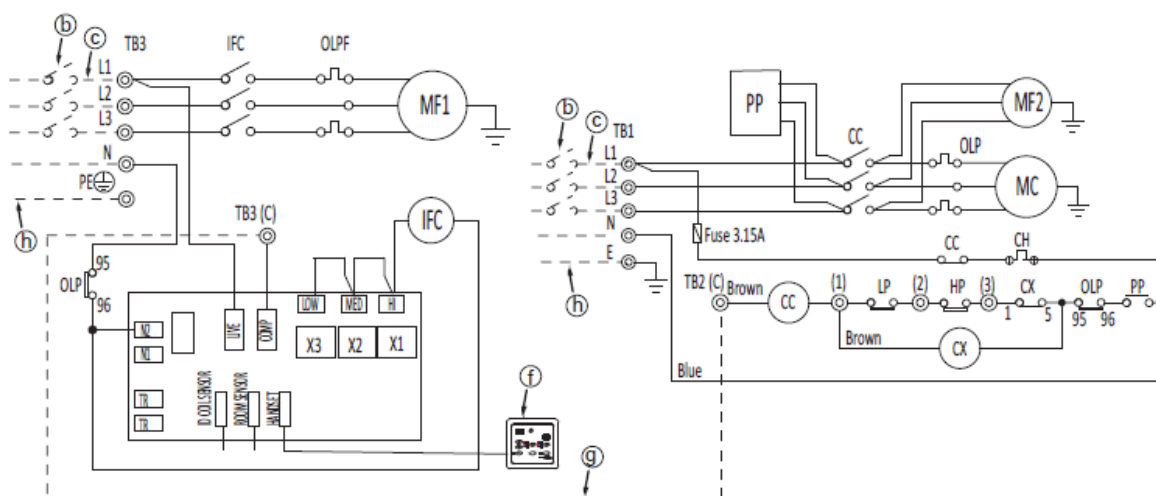 ⓑ
ⓒ
TB3
IFC
OLPF
L1
L2
L3
N
PE
MF1
ⓗ
TB3 (C)
IFC
95
OLP
96
LOW
MED
HI
N2
N1
TR
TR
LIVE
COMP
X3
X2
X1
ID COIL SENSOR
ROOM SENSOR
HANDSET
ⓕ
ⓖ
ⓑ
ⓒ
TB1
PP
CC
MF2
OLP
MC
L1
L2
L3
N
E
ⓗ
Fuse 3.15A
CC
CH
TB2 (C)
Brown
CC
(1)
LP
(2)
HP
(3)
CX
1
5
OLP
95
96
PP
Brown
CX
Blue